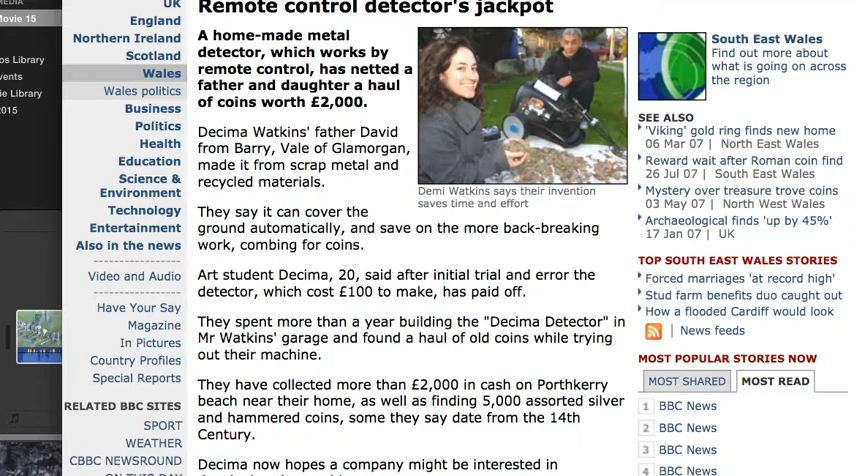 MEDIA
Movie 15
os Library
vents
ie Library
2015
UK
England
Northern Ireland
Scotland
Wales
Wales politics
Business
Politics
Health
Education
Science &
Environment
Technology
Entertainment
Also in the news
Video and Audio
Have Your Say
Magazine
In Pictures
Country Profiles
Special Reports
RELATED BBC SITES
SPORT
WEATHER
CBBC NEWSROUND
ON THIS DAY
Remote control detector's jackpot
A home-made metal
detector, which works by
remote control, has netted a
father and daughter a haul
of coins worth £2,000.
Decima Watkins' father David
from Barry, Vale of Glamorgan,
made it from scrap metal and
recycled materials.
They say it can cover the
ground automatically, and save on the more back-breaking
work, combing for coins.
Art student Decima, 20, said after initial trial and error the
detector, which cost £100 to make, has paid off.
They spent more than a year building the "Decima Detector" in
Mr Watkins' garage and found a haul of old coins while trying
out their machine.
They have collected more than £2,000 in cash on Porthkerry
beach near their home, as well as finding 5,000 assorted silver
and hammered coins, some they say date from the 14th
Century.
Decima now hopes a company might be interested in
Demi Watkins says their invention
saves time and effort
South East Wales
Find out more about
what is going on across
the region
SEE ALSO
'Viking' gold ring finds new home
06 Mar 07 | North East Wales
Reward wait after Roman coin find
26 Jul 07 | South East Wales
Mystery over treasure trove coins
03 May 07 | North West Wales
Archaeological finds 'up by 45%'
17 Jan 07 | UK
TOP SOUTH EAST WALES STORIES
Forced marriages 'at record high'
Stud farm benefits duo caught out
How a flooded Cardiff would look
| News feeds
MOST POPULAR STORIES NOW
MOST SHARED MOST READ
1 BBC News
2 BBC News
3 BBC News
4 BBC News